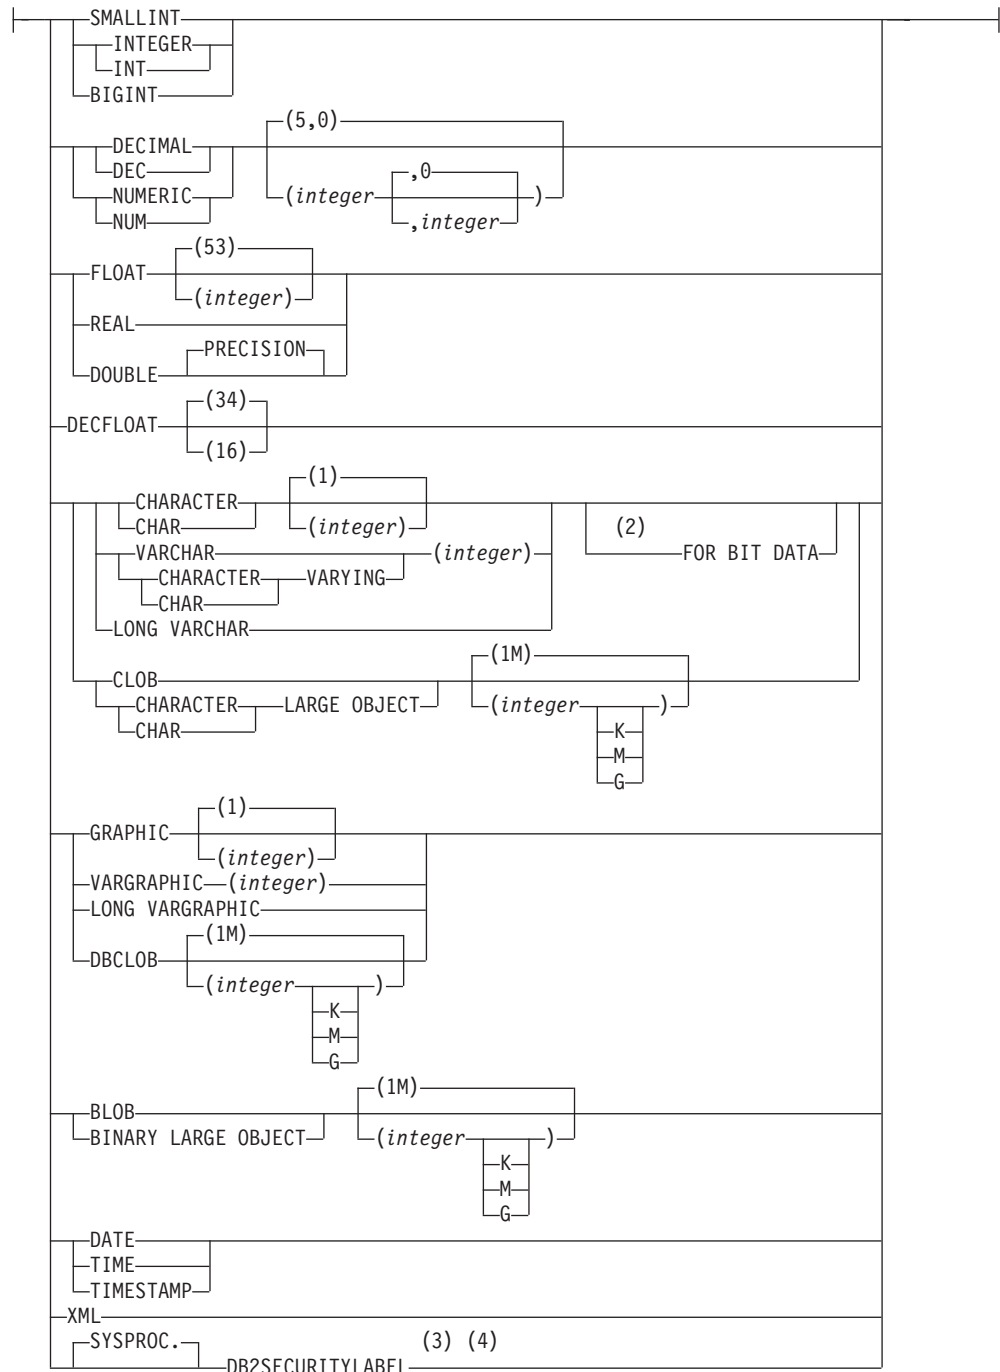 SMALLINT
INTEGER
INT
BIGINT
(5,0)
DECIMAL
DEC ,0
NUMERIC (integer )
NUM ,integer
(53)
FLOAT
(integer)
REAL
PRECISION
DOUBLE
(34)
DECFLOAT
(16)
(1)
CHARACTER
CHAR (integer) (2)
VARCHAR (integer) FOR BIT DATA
CHARACTER VARYING
CHAR
LONG VARCHAR
(1M)
CLOB
CHARACTER LARGE OBJECT (integer )
CHAR K
M
G
(1)
GRAPHIC
(integer)
VARGRAPHIC (integer)
LONG VARGRAPHIC
(1M)
DBCLOB
(integer )
K
M
G
(1M)
BLOB
BINARY LARGE OBJECT (integer )
K
M
G
DATE
TIME
TIMESTAMP
XML
SYSPROC. (3) (4)
DB2SECURITYLABEL